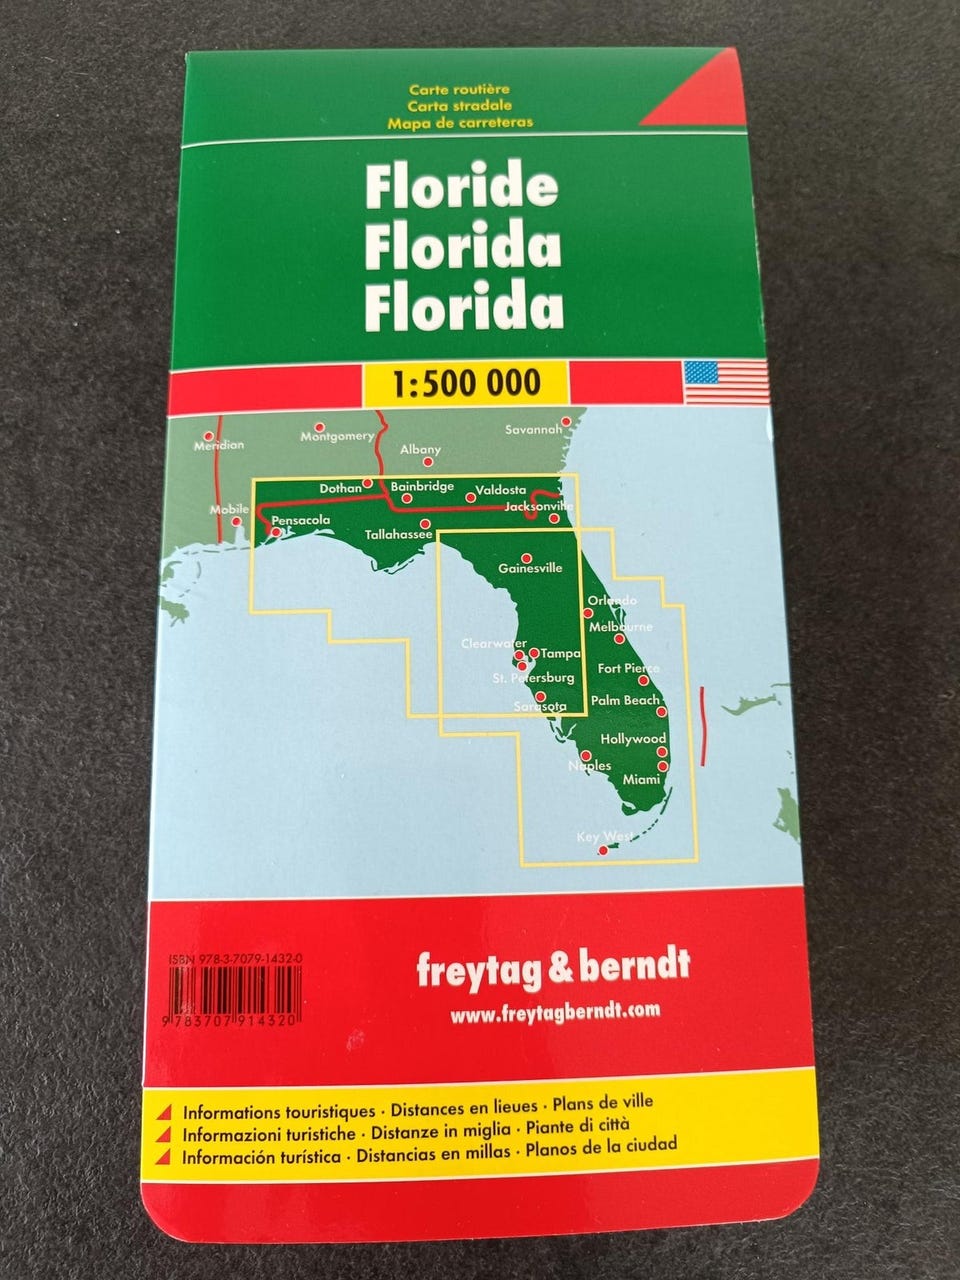 Carte routière
Carta stradale
Mapa de carreteras
Floride
Florida
Florida
1:500 000
Meridian
Montgomery
Savannah
Albany
Dothan
Bainbridge
Valdosta
Mobile
Jacksonville
Pensacola
Tallahassee
Gainesville
Orlando
Melbourne
Clearwater
Tampa
Fort Pierce
St. Petersburg
Palm Beach
Sarasota
Hollywood
Naples
Miami
Key West
ISBN 978-3-7079-1432-0
9 783707 914320
freytag & berndt
www.freytagberndt.com
Informations touristiques · Distances en lieues · Plans de ville
Informazioni turistiche · Distanze in miglia · Piante di città
Información turística · Distancias en millas · Planos de la ciudad